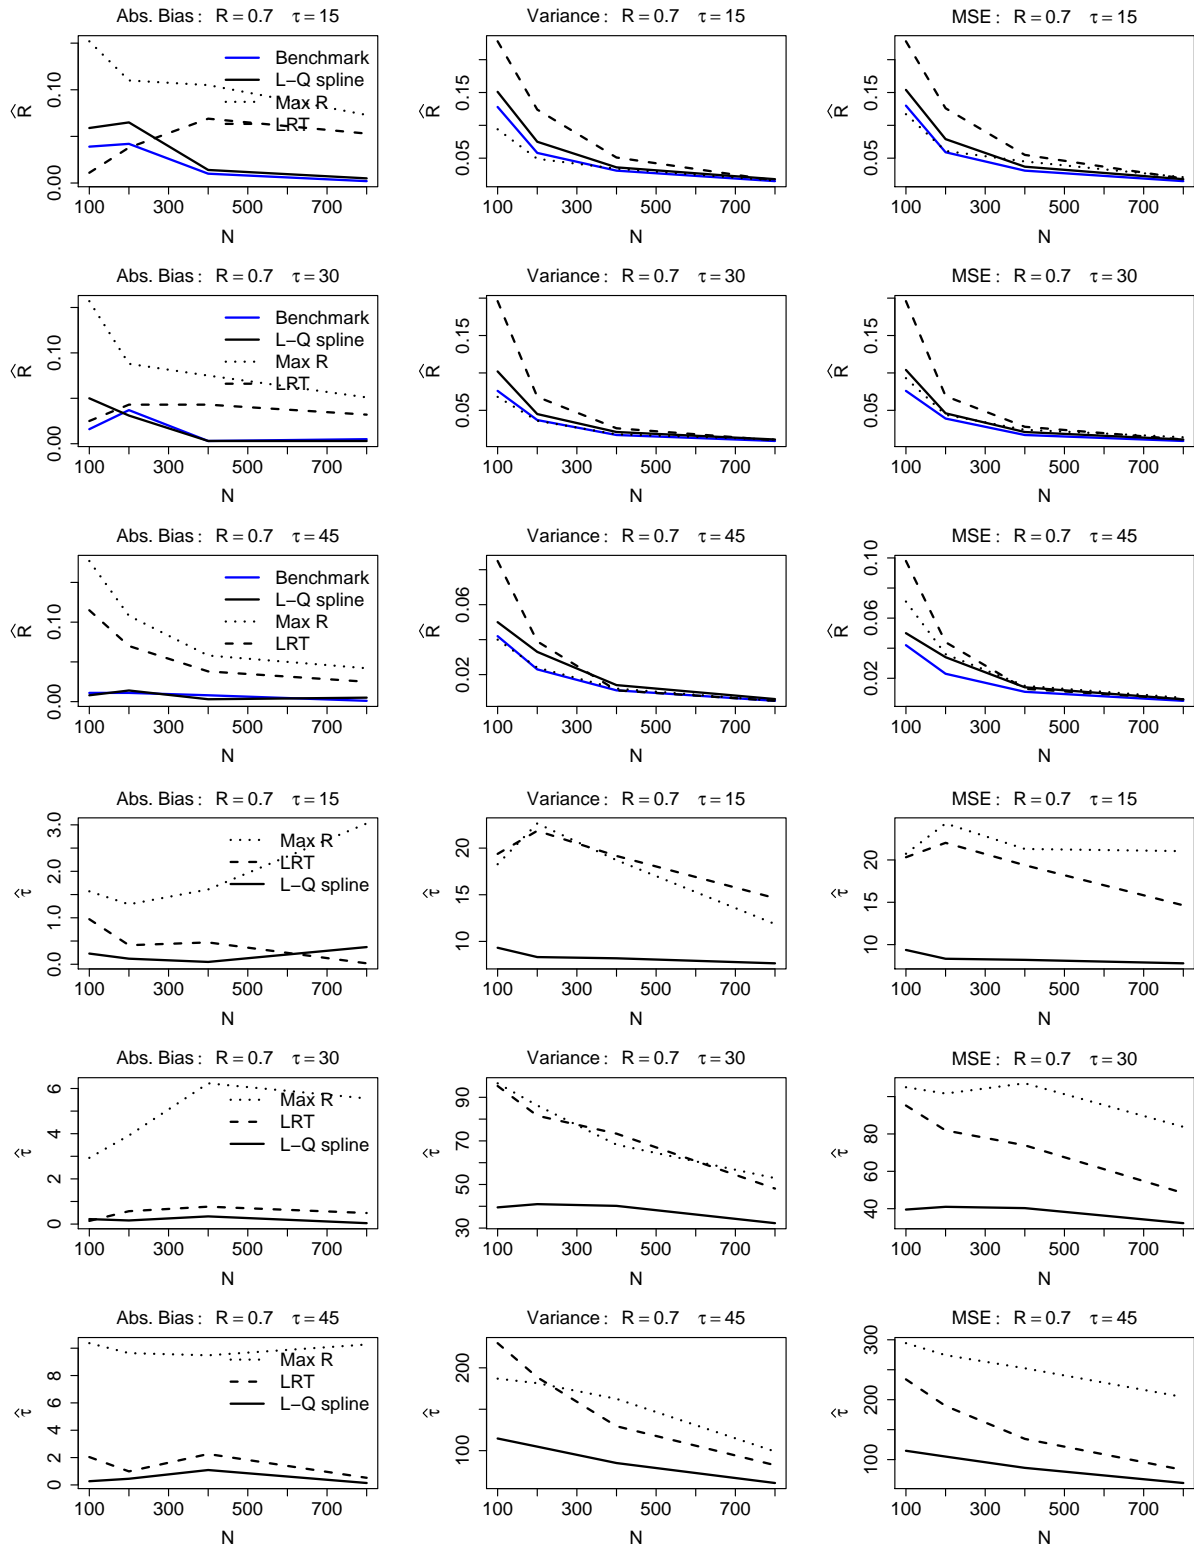 Abs. Bias : R = 0.7 τ = 15
Variance : R = 0.7 τ = 15
MSE : R = 0.7 τ = 15
R̂
0.00 0.10
Benchmark
L−Q spline
Max R
LRT
100 300 500 700
N
R̂
0.05 0.15
100 300 500 700
N
R̂
0.05 0.15
100 300 500 700
N
Abs. Bias : R = 0.7 τ = 30
Variance : R = 0.7 τ = 30
MSE : R = 0.7 τ = 30
R̂
0.00 0.10
Benchmark
L−Q spline
Max R
LRT
100 300 500 700
N
R̂
0.05 0.15
100 300 500 700
N
R̂
0.05 0.15
100 300 500 700
N
Abs. Bias : R = 0.7 τ = 45
Variance : R = 0.7 τ = 45
MSE : R = 0.7 τ = 45
R̂
0.00 0.10
Benchmark
L−Q spline
Max R
LRT
100 300 500 700
N
R̂
0.02 0.06
100 300 500 700
N
R̂
0.02 0.06 0.10
100 300 500 700
N
Abs. Bias : R = 0.7 τ = 15
Variance : R = 0.7 τ = 15
MSE : R = 0.7 τ = 15
τ̂
0.0 1.0 2.0 3.0
Max R
LRT
L−Q spline
100 300 500 700
N
τ̂
10 15 20
100 300 500 700
N
τ̂
10 15 20
100 300 500 700
N
Abs. Bias : R = 0.7 τ = 30
Variance : R = 0.7 τ = 30
MSE : R = 0.7 τ = 30
τ̂
0 2 4 6
Max R
LRT
L−Q spline
100 300 500 700
N
τ̂
30 50 70 90
100 300 500 700
N
τ̂
40 60 80
100 300 500 700
N
Abs. Bias : R = 0.7 τ = 45
Variance : R = 0.7 τ = 45
MSE : R = 0.7 τ = 45
τ̂
0 2 4 6 8
Max R
LRT
L−Q spline
100 300 500 700
N
τ̂
100 200
100 300 500 700
N
τ̂
100 200 300
100 300 500 700
N